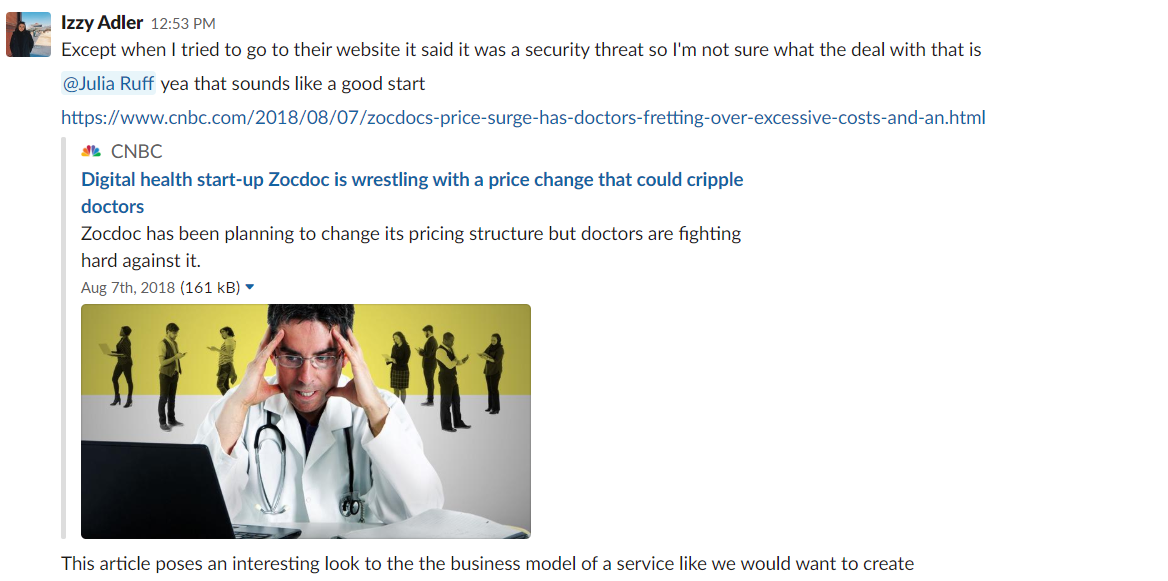 Izzy Adler 12:53 PM
Except when I tried to go to their website it said it was a security threat so I'm not sure what the deal with that is
@Julia Ruff yea that sounds like a good start
https://www.cnbc.com/2018/08/07/zocdocs-price-surge-has-doctors-fretting-over-excessive-costs-and-an.html
CNBC
Digital health start-up Zocdoc is wrestling with a price change that could cripple
doctors
Zocdoc has been planning to change its pricing structure but doctors are fighting
hard against it.
Aug 7th, 2018 (161 kB)
This article poses an interesting look to the the business model of a service like we would want to create